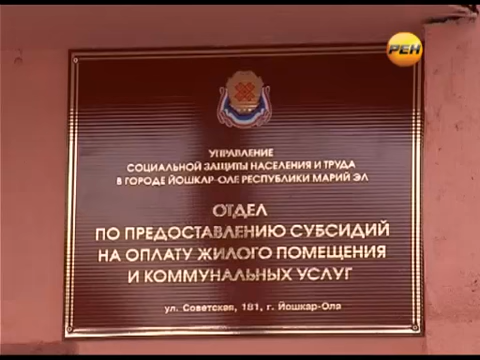 РЕН
УПРАВЛЕНИЕ
СОЦИАЛЬНОЙ ЗАЩИТЫ НАСЕЛЕНИЯ И ТРУДА
В ГОРОДЕ ЙОШКАР-ОЛЕ РЕСПУБЛИКИ МАРИЙ ЭЛ
ОТДЕЛ
ПО ПРЕДОСТАВЛЕНИЮ СУБСИДИЙ
НА ОПЛАТУ ЖИЛОГО ПОМЕЩЕНИЯ
И КОММУНАЛЬНЫХ УСЛУГ
ул. Советская, 181, г. Йошкар-Ола